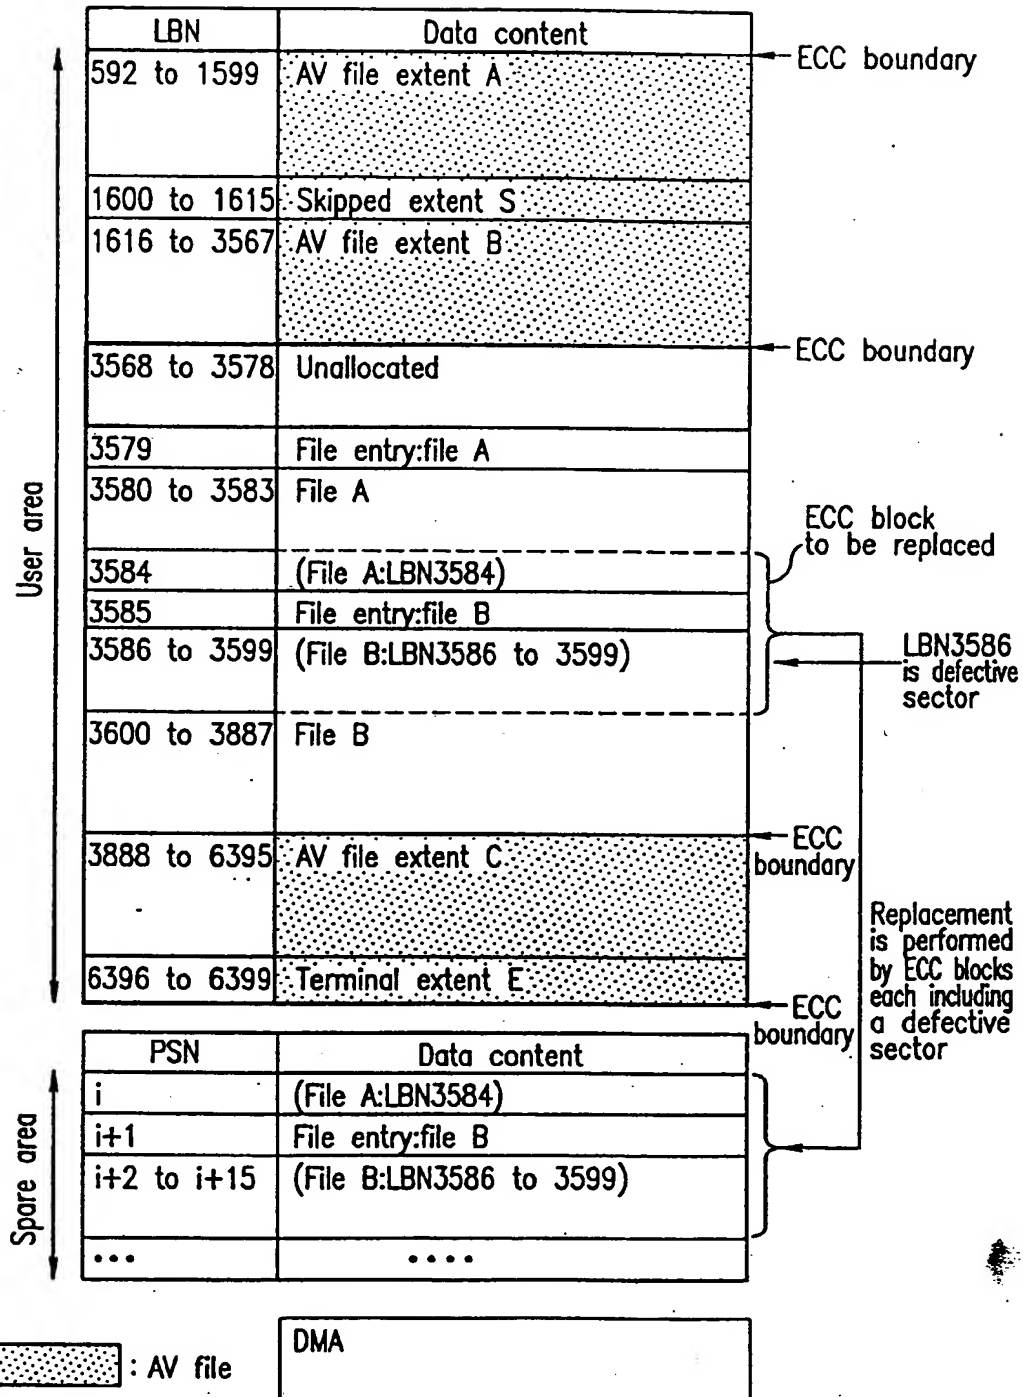 LBN Data content
592 to 1599 AV file extent A
ECC boundary
1600 to 1615 Skipped extent S
1616 to 3567 AV file extent B
ECC boundary
3568 to 3578 Unallocated
3579 File entry:file A
3580 to 3583 File A
ECC block
to be replaced
3584 (File A:LBN3584)
3585 File entry:file B
3586 to 3599 (File B:LBN3586 to 3599)
LBN3586
is defective
sector
3600 to 3887 File B
ECC
boundary
3888 to 6395 AV file extent C
6396 to 6399 Terminal extent E
ECC
boundary
User area
Replacement
is performed
by ECC blocks
each including
a defective
sector
PSN Data content
i (File A:LBN3584)
i+1 File entry:file B
i+2 to i+15 (File B:LBN3586 to 3599)
... ....
Spare area
: AV file
DMA